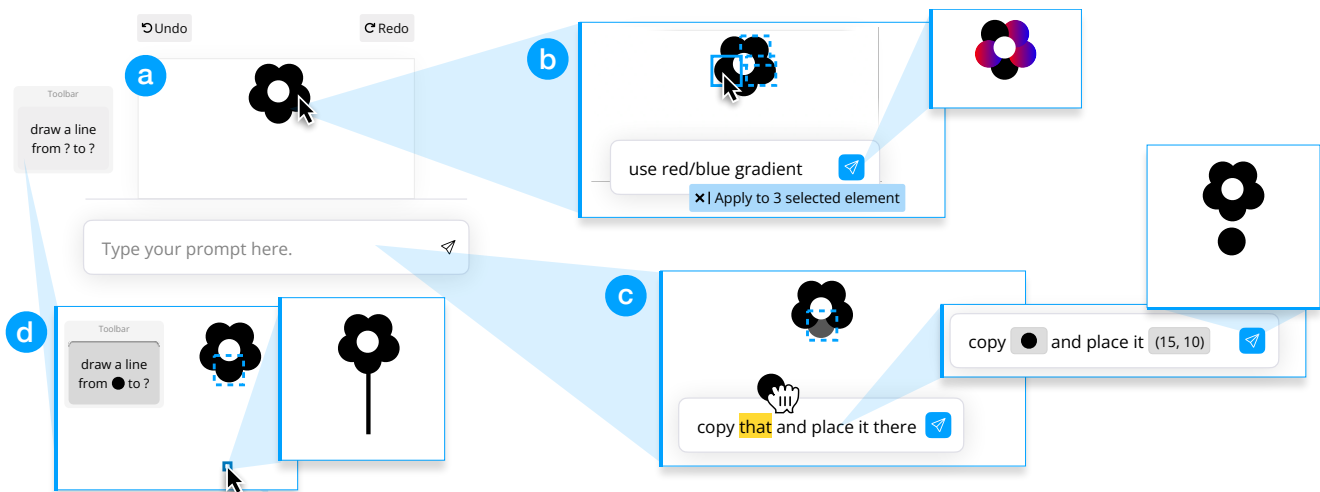 Undo
Redo
a
Toolbar
draw a line
from ? to ?
Type your prompt here.
b
use red/blue gradient
Apply to 3 selected element
c
copy that and place it there
copy and place it (15, 10)
d
Toolbar
draw a line
from to ?